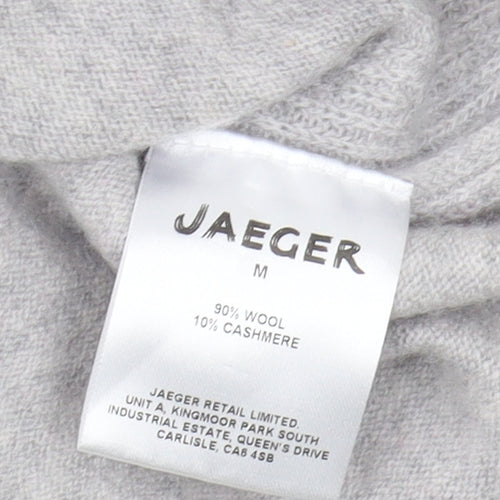 JAEGER
M
90% WOOL
10% CASHMERE
JAEGER RETAIL LIMITED.
UNIT A, KINGMOOR PARK SOUTH
INDUSTRIAL ESTATE, QUEEN'S DRIVE
CARLISLE, CA6 4SB